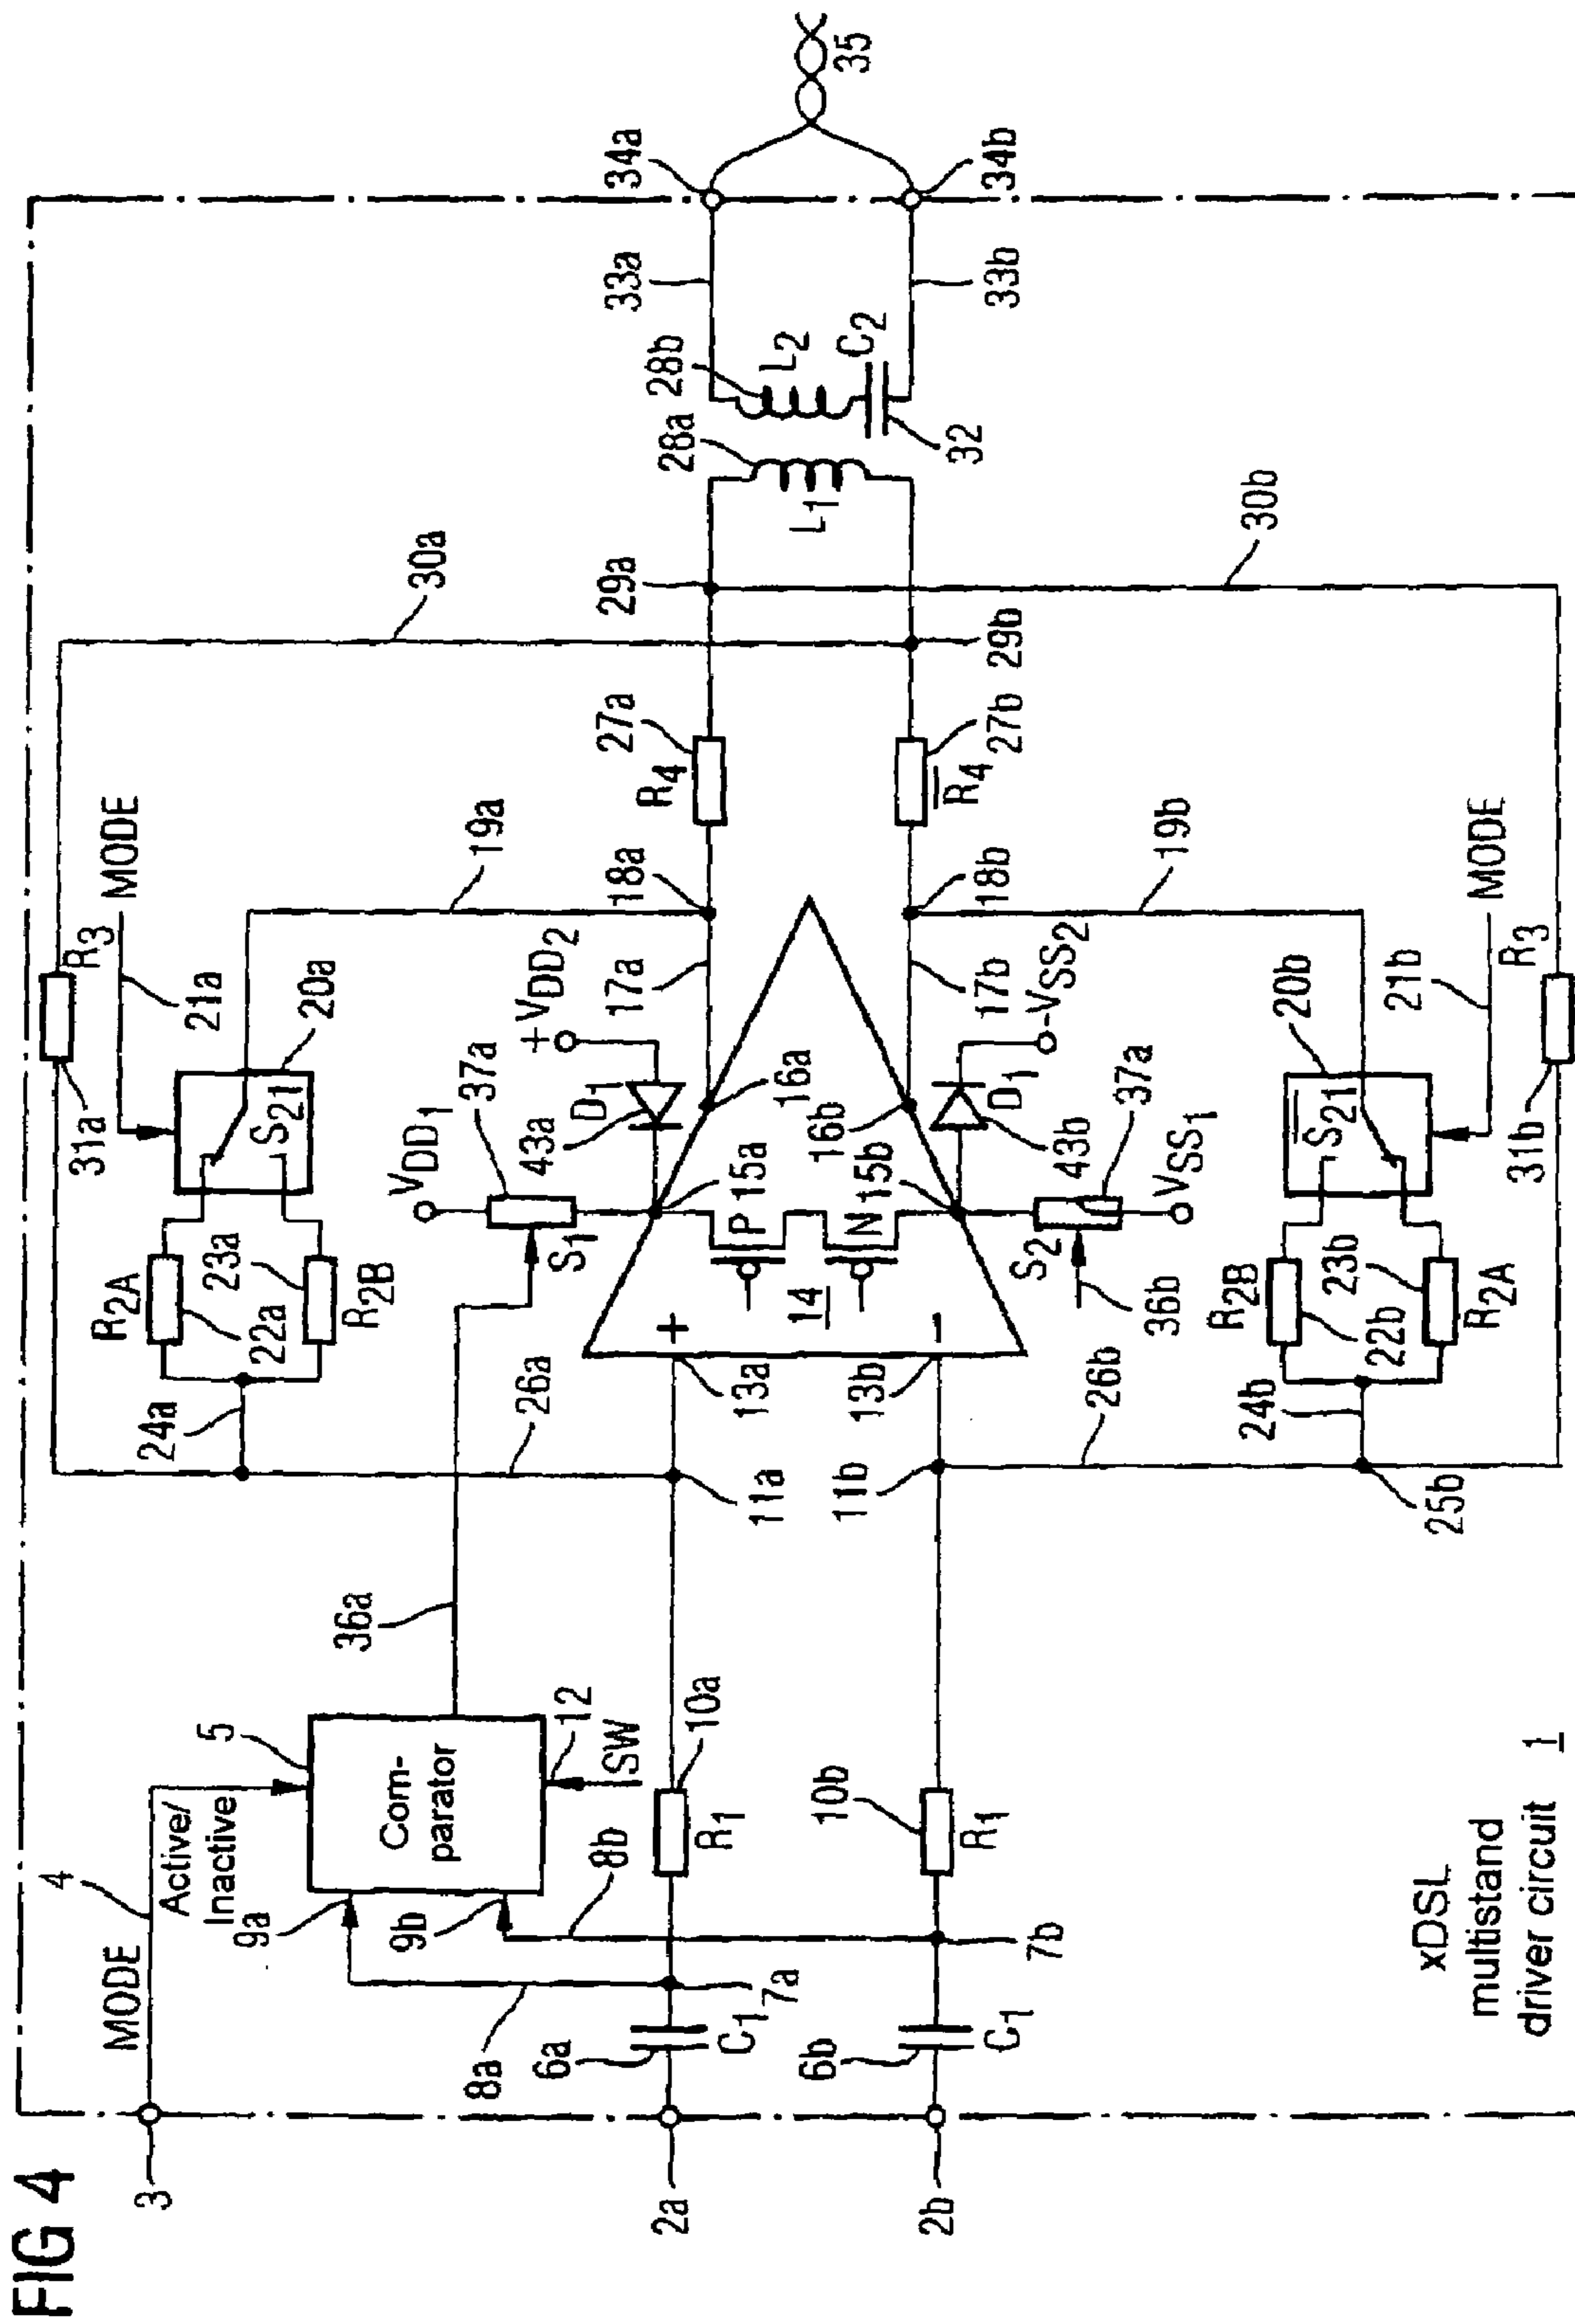 FIG 4
3
MODE
4
Active/
Inactive
5
Com-
parator
9a
9b
8a
8b
12
SW
36a
2a
6a
C1
7a
10a
R1
11a
13a
+
2b
6b
C1
7b
10b
R1
11b
13b
-
14
P
N
15a
15b
16a
16b
24a
26a
R2A
22a
23a
R2B
S21
20a
21a
MODE
31a
R3
19a
30a
VDD1
37a
S1
43a
D1
+VDD2
17a
18a
R4
27a
29a
28a
L1
28b
L2
C2
32
33a
33b
34a
34b
35
17b
18b
R4
27b
29b
30b
19b
S2
36b
37a
VSS1
43b
D1
-VSS2
26b
24b
25b
R2B
22b
23b
R2A
S21
20b
21b
MODE
31b
R3
xDSL
multistand
driver circuit 1